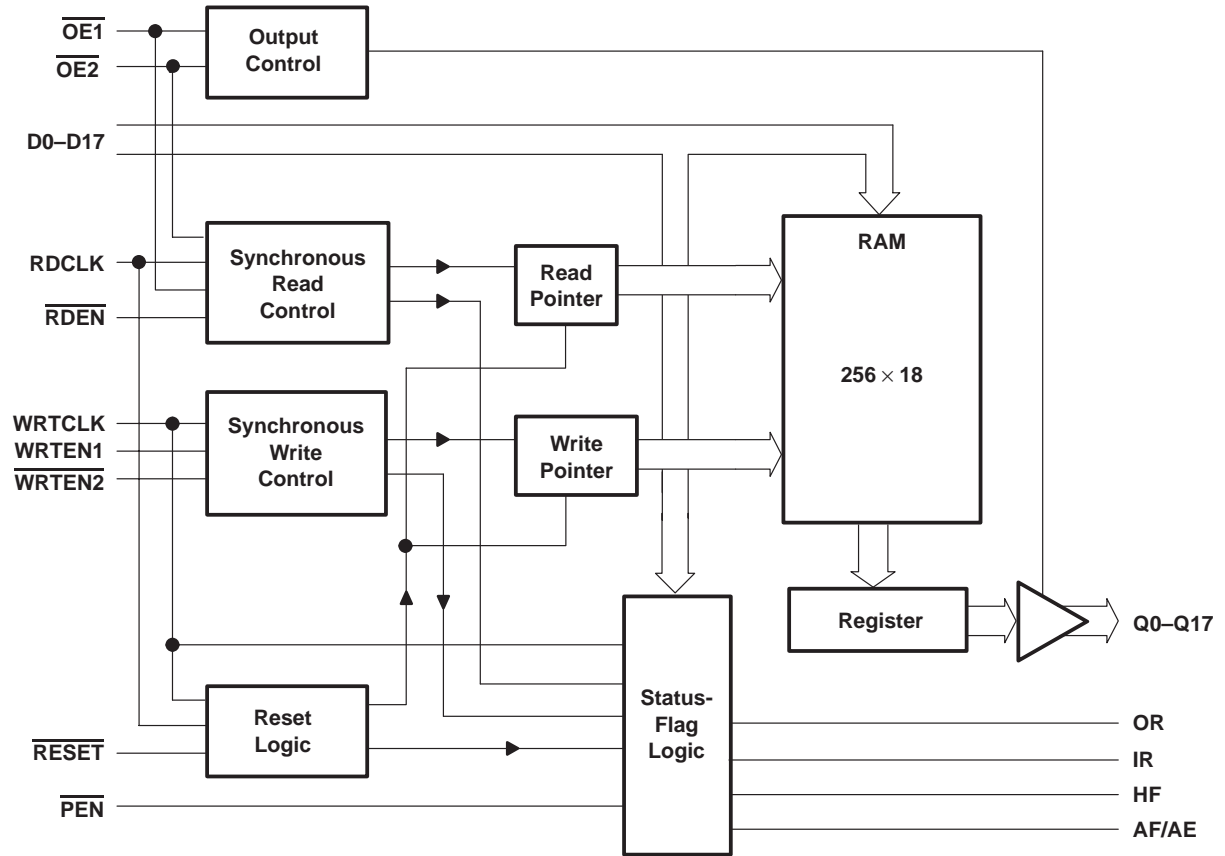 OE1
OE2
Output
Control
D0–D17
RDCLK
RDEN
Synchronous
Read
Control
Read
Pointer
RAM
256 × 18
WRTCLK
WRTEN1
WRTEN2
Synchronous
Write
Control
Write
Pointer
Register
Q0–Q17
Reset
Logic
RESET
PEN
Status-
Flag
Logic
OR
IR
HF
AF/AE